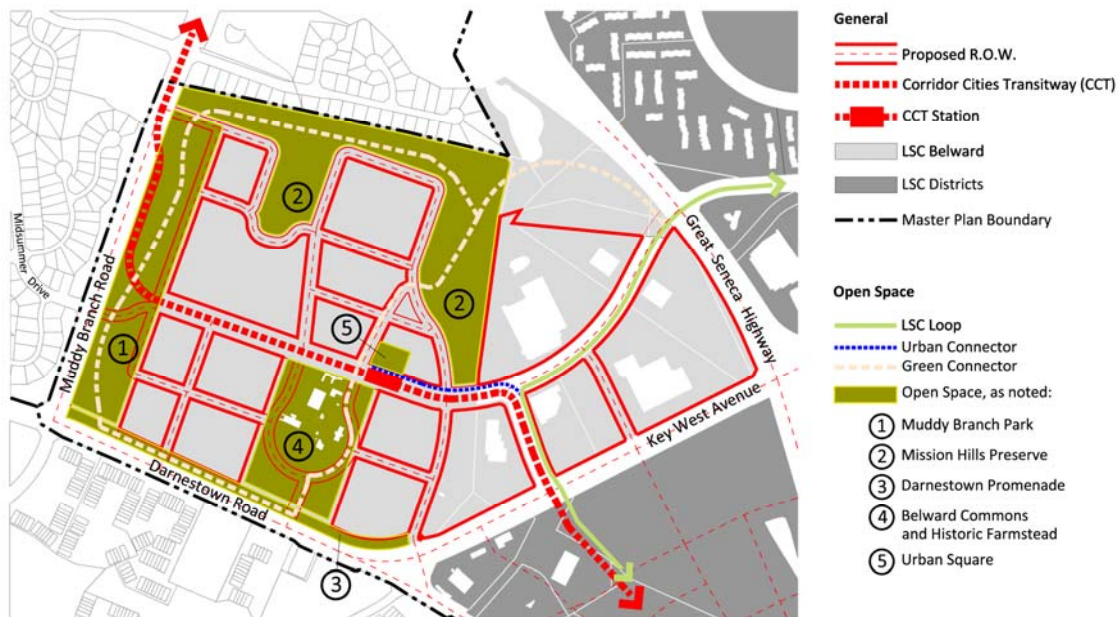 Midsummer Drive
Muddy Branch Road
Darnestown Road
Great Seneca Highway
Key West Avenue
2
2
5
1
4
3
General
Proposed R.O.W.
Corridor Cities Transitway (CCT)
CCT Station
LSC Belward
LSC Districts
Master Plan Boundary
Open Space
LSC Loop
Urban Connector
Green Connector
Open Space, as noted:
1 Muddy Branch Park
2 Mission Hills Preserve
3 Darnestown Promenade
4 Belward Commons
and Historic Farmstead
5 Urban Square